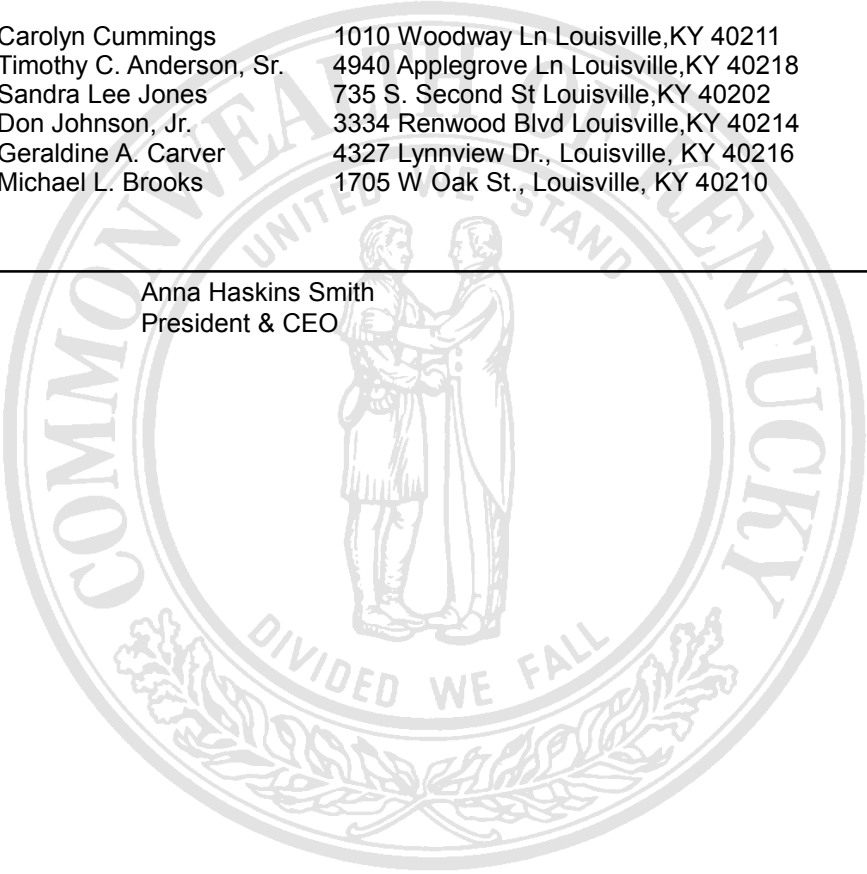 Carolyn Cummings 1010 Woodway Ln Louisville,KY 40211
Timothy C. Anderson, Sr. 4940 Applegrove Ln Louisville,KY 40218
Sandra Lee Jones 735 S. Second St Louisville,KY 40202
Don Johnson, Jr. 3334 Renwood Blvd Louisville,KY 40214
Geraldine A. Carver 4327 Lynnview Dr., Louisville, KY 40216
Michael L. Brooks 1705 W Oak St., Louisville, KY 40210
Anna Haskins Smith
President & CEO
COMMONWEALTH OF KENTUCKY
UNITED WE STAND
DIVIDED WE FALL